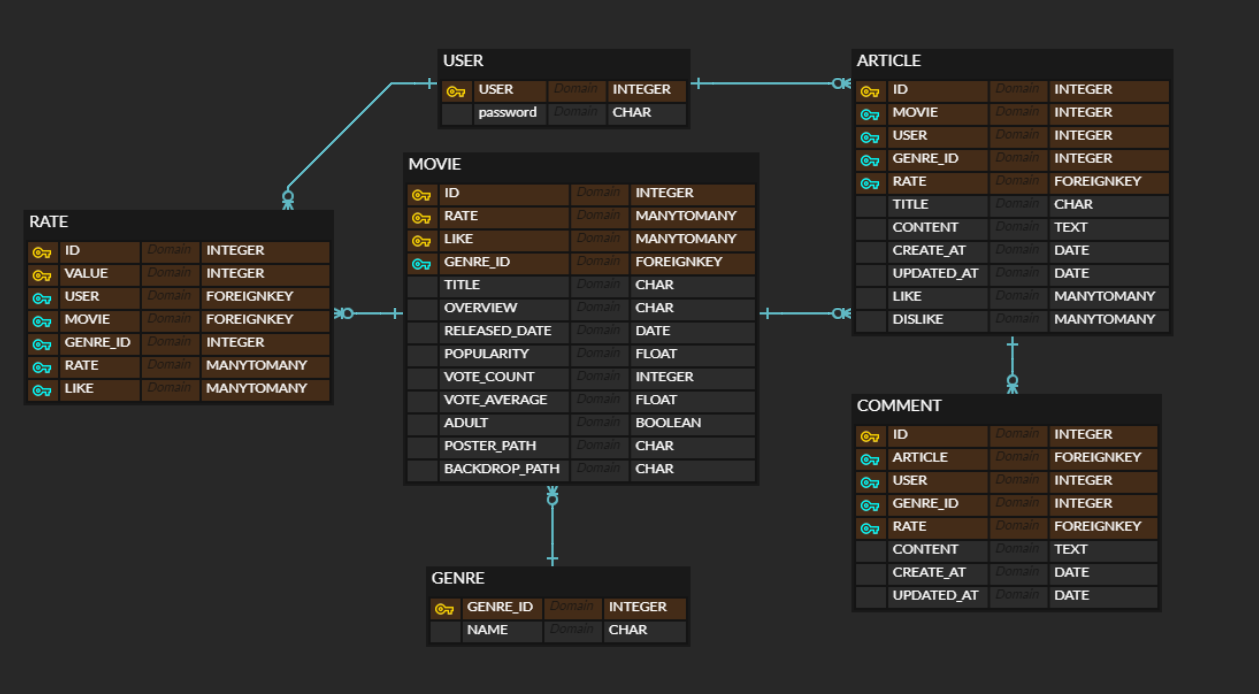 USER
USER Domain INTEGER
password Domain CHAR
ARTICLE
ID Domain INTEGER
MOVIE Domain INTEGER
USER Domain INTEGER
GENRE_ID Domain INTEGER
RATE Domain FOREIGNKEY
TITLE Domain CHAR
CONTENT Domain TEXT
CREATE_AT Domain DATE
UPDATED_AT Domain DATE
LIKE Domain MANYTOMANY
DISLIKE Domain MANYTOMANY
MOVIE
ID Domain INTEGER
RATE Domain MANYTOMANY
LIKE Domain MANYTOMANY
GENRE_ID Domain FOREIGNKEY
TITLE Domain CHAR
OVERVIEW Domain CHAR
RELEASED_DATE Domain DATE
POPULARITY Domain FLOAT
VOTE_COUNT Domain INTEGER
VOTE_AVERAGE Domain FLOAT
ADULT Domain BOOLEAN
POSTER_PATH Domain CHAR
BACKDROP_PATH Domain CHAR
RATE
ID Domain INTEGER
VALUE Domain INTEGER
USER Domain FOREIGNKEY
MOVIE Domain FOREIGNKEY
GENRE_ID Domain INTEGER
RATE Domain MANYTOMANY
LIKE Domain MANYTOMANY
COMMENT
ID Domain INTEGER
ARTICLE Domain FOREIGNKEY
USER Domain INTEGER
GENRE_ID Domain INTEGER
RATE Domain FOREIGNKEY
CONTENT Domain TEXT
CREATE_AT Domain DATE
UPDATED_AT Domain DATE
GENRE
GENRE_ID Domain INTEGER
NAME Domain CHAR